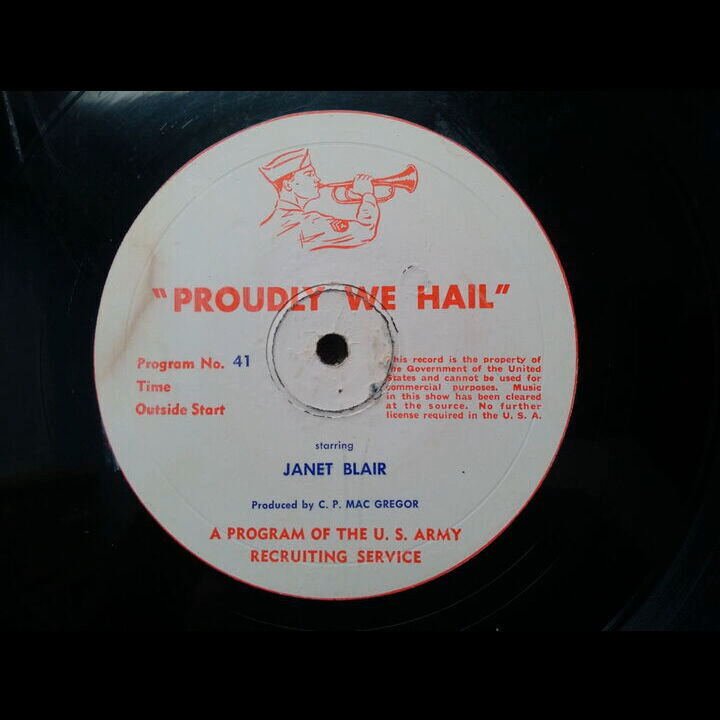 "PROUDLY WE HAIL"
Program No. 41
Time
Outside Start
his record is the property of
he Government of the United
States and cannot be used for
commercial purposes. Music
in this show has been cleared
at the source. No further
license required in the U. S. A.
starring
JANET BLAIR
Produced by C. P. MAC GREGOR
A PROGRAM OF THE U. S. ARMY
RECRUITING SERVICE